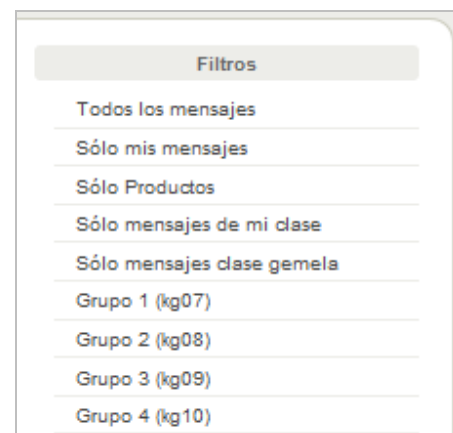 Filtros
Todos los mensajes
Sólo mis mensajes
Sólo Productos
Sólo mensajes de mi clase
Sólo mensajes clase gemela
Grupo 1 (kg07)
Grupo 2 (kg08)
Grupo 3 (kg09)
Grupo 4 (kg10)